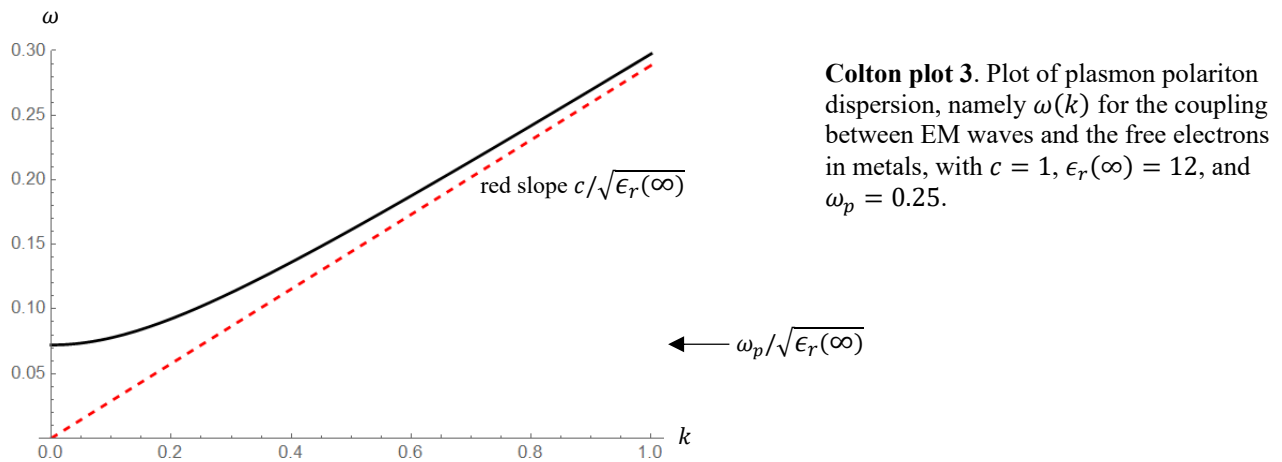 ω
0.30
0.25
0.20
0.15
0.10
0.05
0.0 0.2 0.4 0.6 0.8 1.0 k
red slope c/√ϵᵣ(∞)
ωₚ/√ϵᵣ(∞)
Colton plot 3. Plot of plasmon polariton
dispersion, namely ω(k) for the coupling
between EM waves and the free electrons
in metals, with c = 1, ϵᵣ(∞) = 12, and
ωₚ = 0.25.